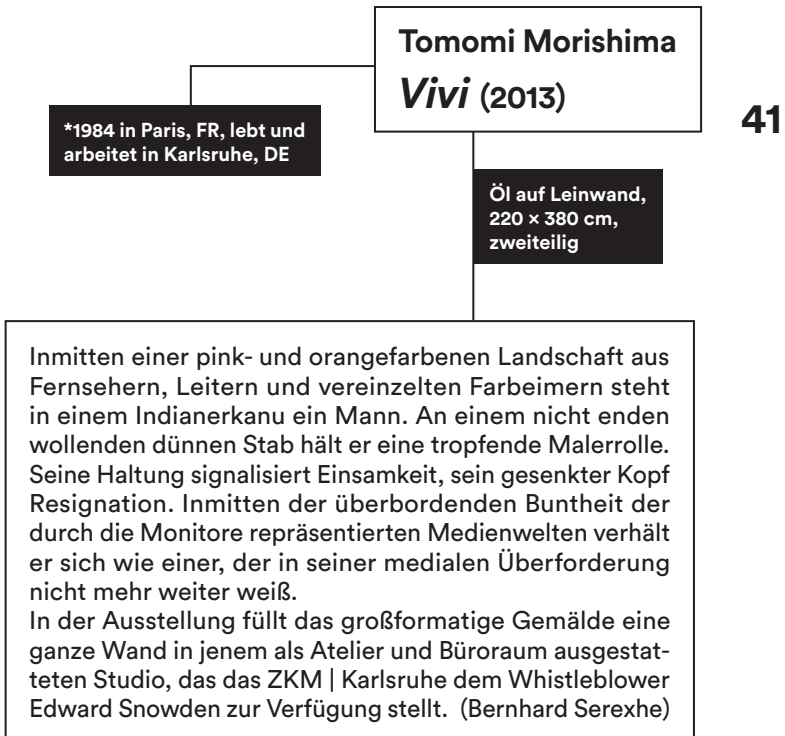 Tomomi Morishima
Vivi (2013)
41
*1984 in Paris, FR, lebt und
arbeitet in Karlsruhe, DE
Öl auf Leinwand,
220 × 380 cm,
zweiteilig
Inmitten einer pink- und orangefarbenen Landschaft aus
Fernsehern, Leitern und vereinzelten Farbeimern steht
in einem Indianerkanu ein Mann. An einem nicht enden
wollenden dünnen Stab hält er eine tropfende Malerrolle.
Seine Haltung signalisiert Einsamkeit, sein gesenkter Kopf
Resignation. Inmitten der überbordenden Buntheit der
durch die Monitore repräsentierten Medienwelten verhält
er sich wie einer, der in seiner medialen Überforderung
nicht mehr weiter weiß.
In der Ausstellung füllt das großformatige Gemälde eine
ganze Wand in jenem als Atelier und Büroraum ausgestat-
teten Studio, das das ZKM | Karlsruhe dem Whistleblower
Edward Snowden zur Verfügung stellt. (Bernhard Serexhe)